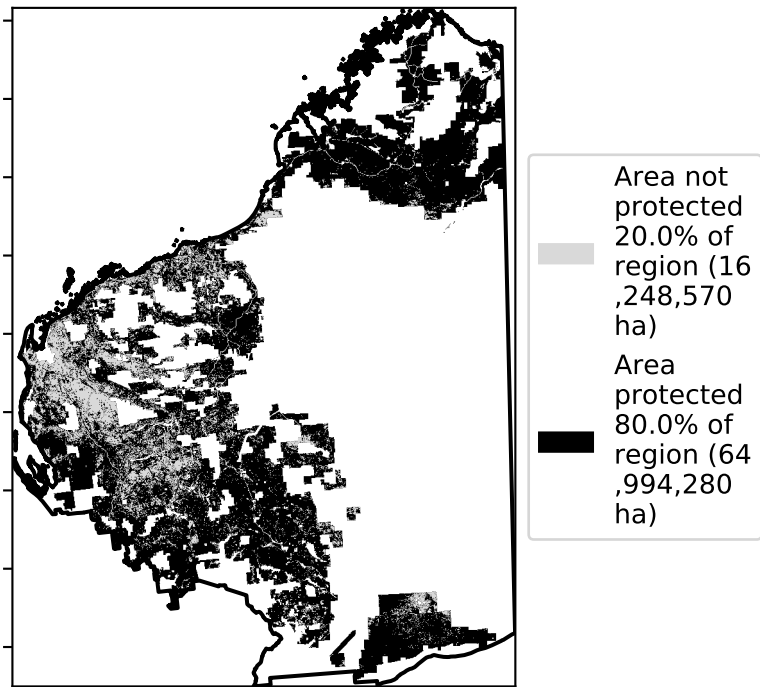 Area not
protected
20.0% of
region (16
,248,570
ha)
Area
protected
80.0% of
region (64
,994,280
ha)